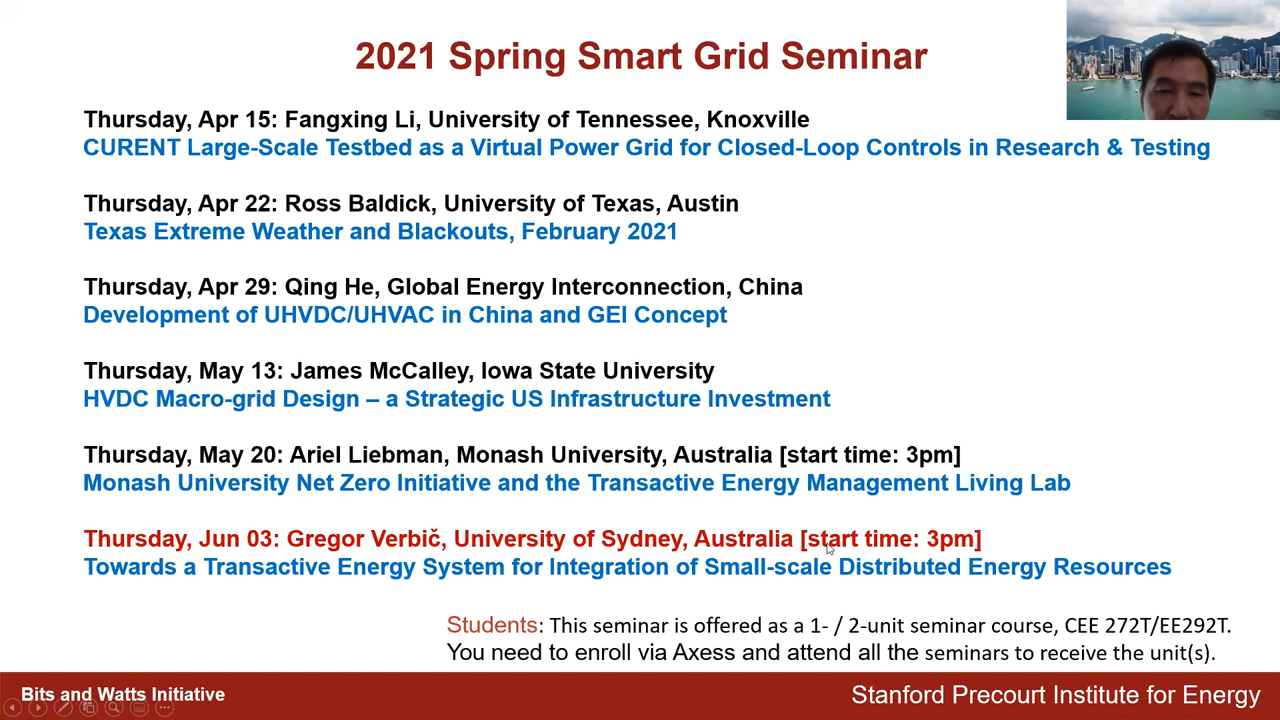 2021 Spring Smart Grid Seminar
Thursday, Apr 15: Fangxing Li, University of Tennessee, Knoxville
CURENT Large-Scale Testbed as a Virtual Power Grid for Closed-Loop Controls in Research & Testing
Thursday, Apr 22: Ross Baldick, University of Texas, Austin
Texas Extreme Weather and Blackouts, February 2021
Thursday, Apr 29: Qing He, Global Energy Interconnection, China
Development of UHVDC/UHVAC in China and GEI Concept
Thursday, May 13: James McCalley, Iowa State University
HVDC Macro-grid Design – a Strategic US Infrastructure Investment
Thursday, May 20: Ariel Liebman, Monash University, Australia [start time: 3pm]
Monash University Net Zero Initiative and the Transactive Energy Management Living Lab
Thursday, Jun 03: Gregor Verbič, University of Sydney, Australia [start time: 3pm]
Towards a Transactive Energy System for Integration of Small-scale Distributed Energy Resources
Students: This seminar is offered as a 1- / 2-unit seminar course, CEE 272T/EE292T.
You need to enroll via Axess and attend all the seminars to receive the unit(s).
Bits and Watts Initiative
Stanford Precourt Institute for Energy